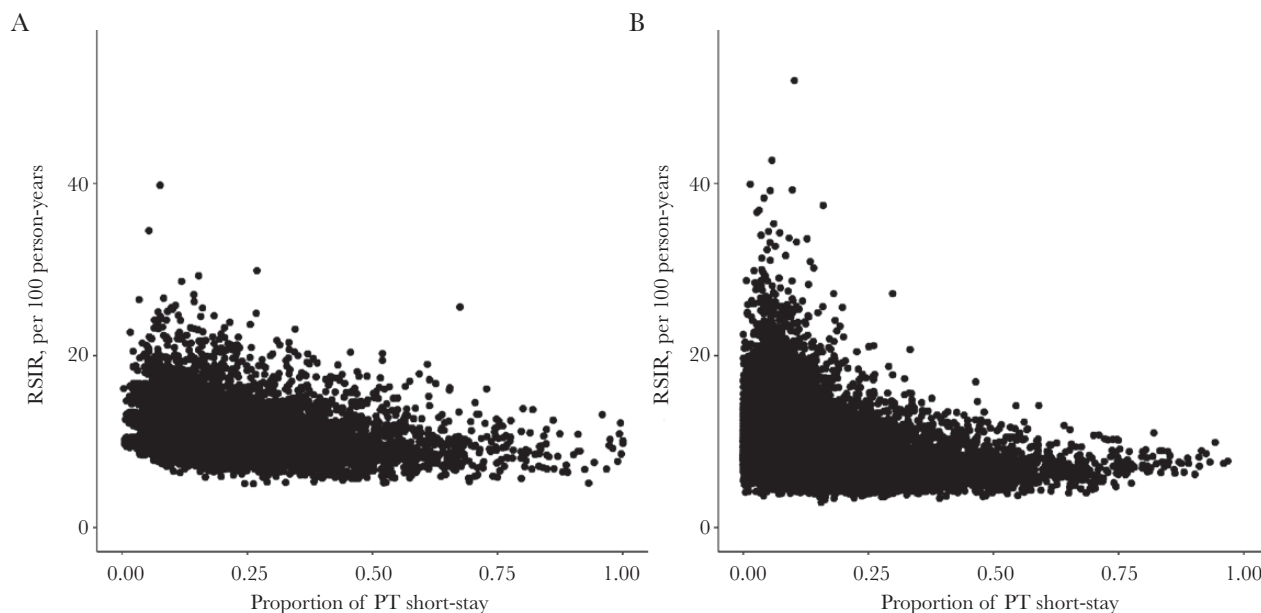 A
RSIR, per 100 person-years
40
20
0
0.00 0.25 0.50 0.75 1.00
Proportion of PT short-stay
B
RSIR, per 100 person-years
40
20
0
0.00 0.25 0.50 0.75 1.00
Proportion of PT short-stay